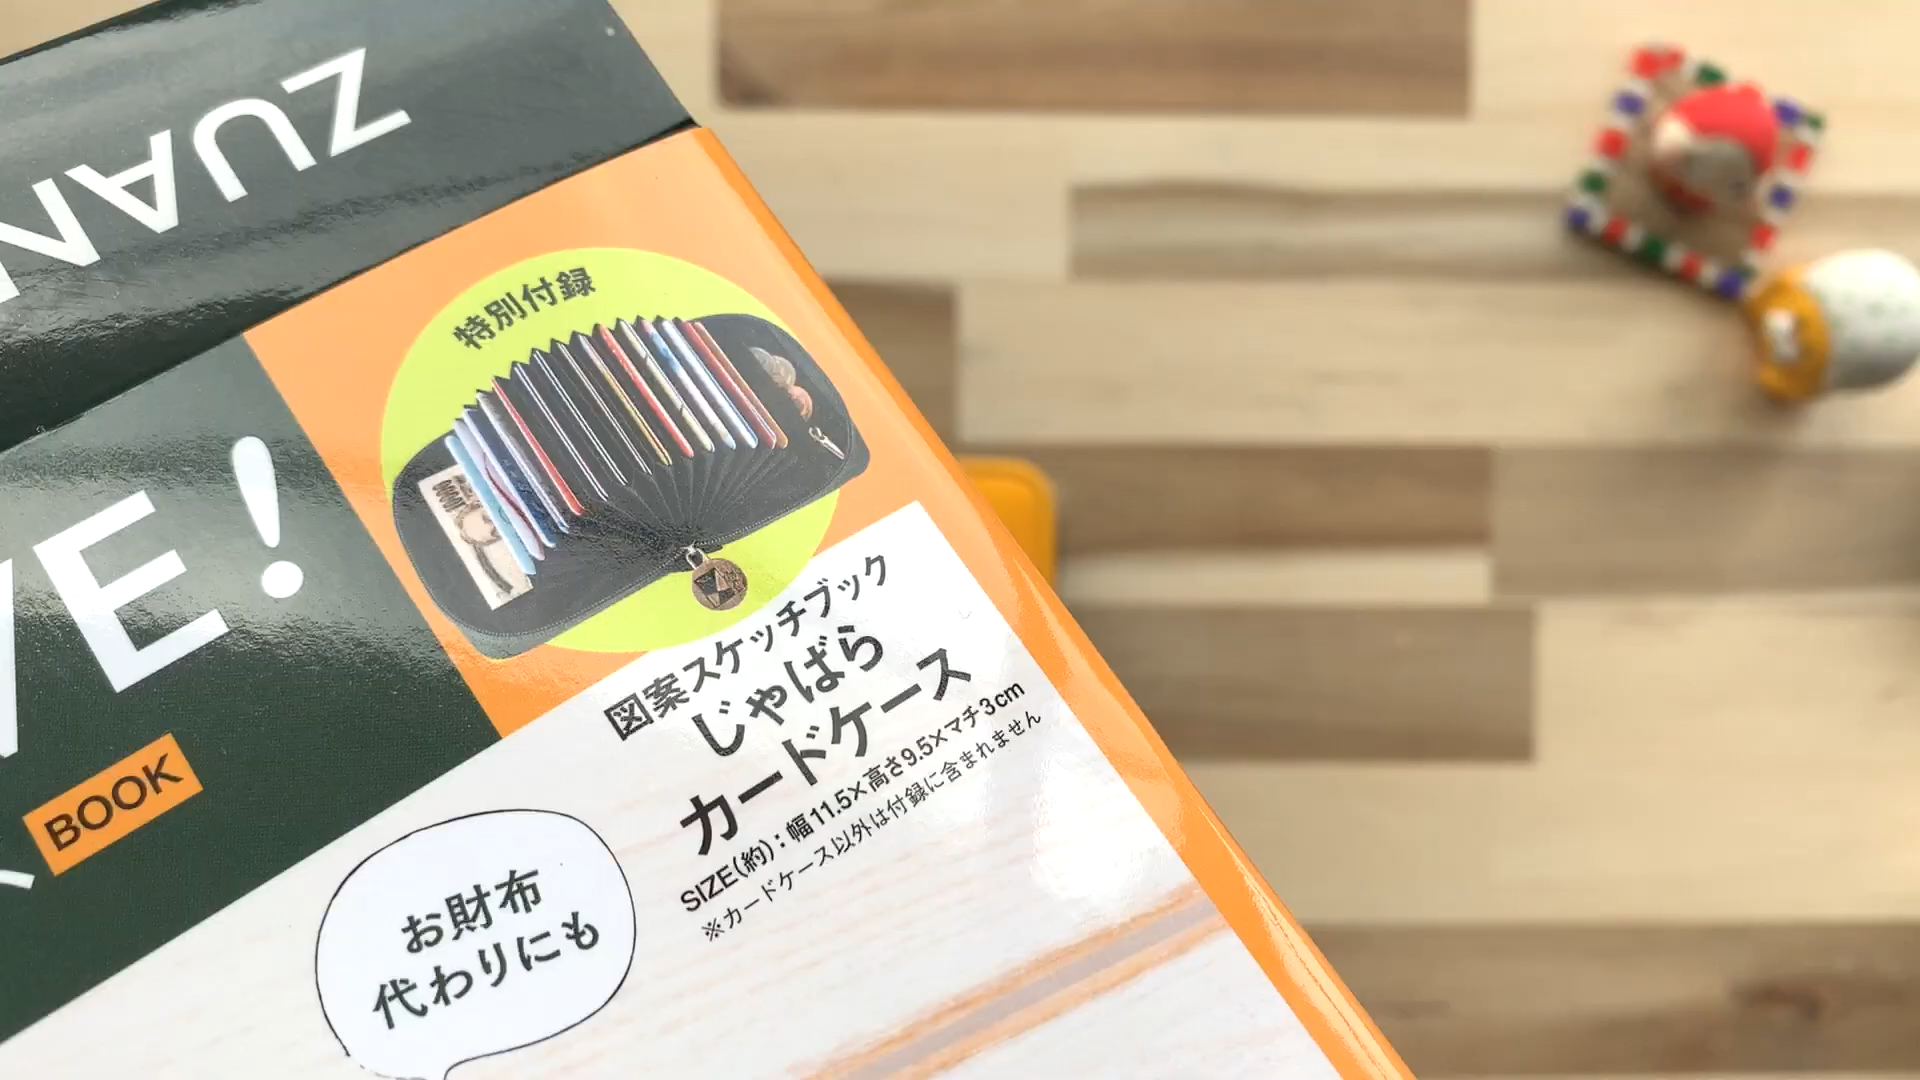 ZUAN
特別付録
VE!
10000
図案スケッチブック
じゃばら
カードケース
SIZE(約):幅11.5×高さ9.5×マチ3cm
※カードケース以外は付録に含まれません
BOOK
お財布
代わりにも